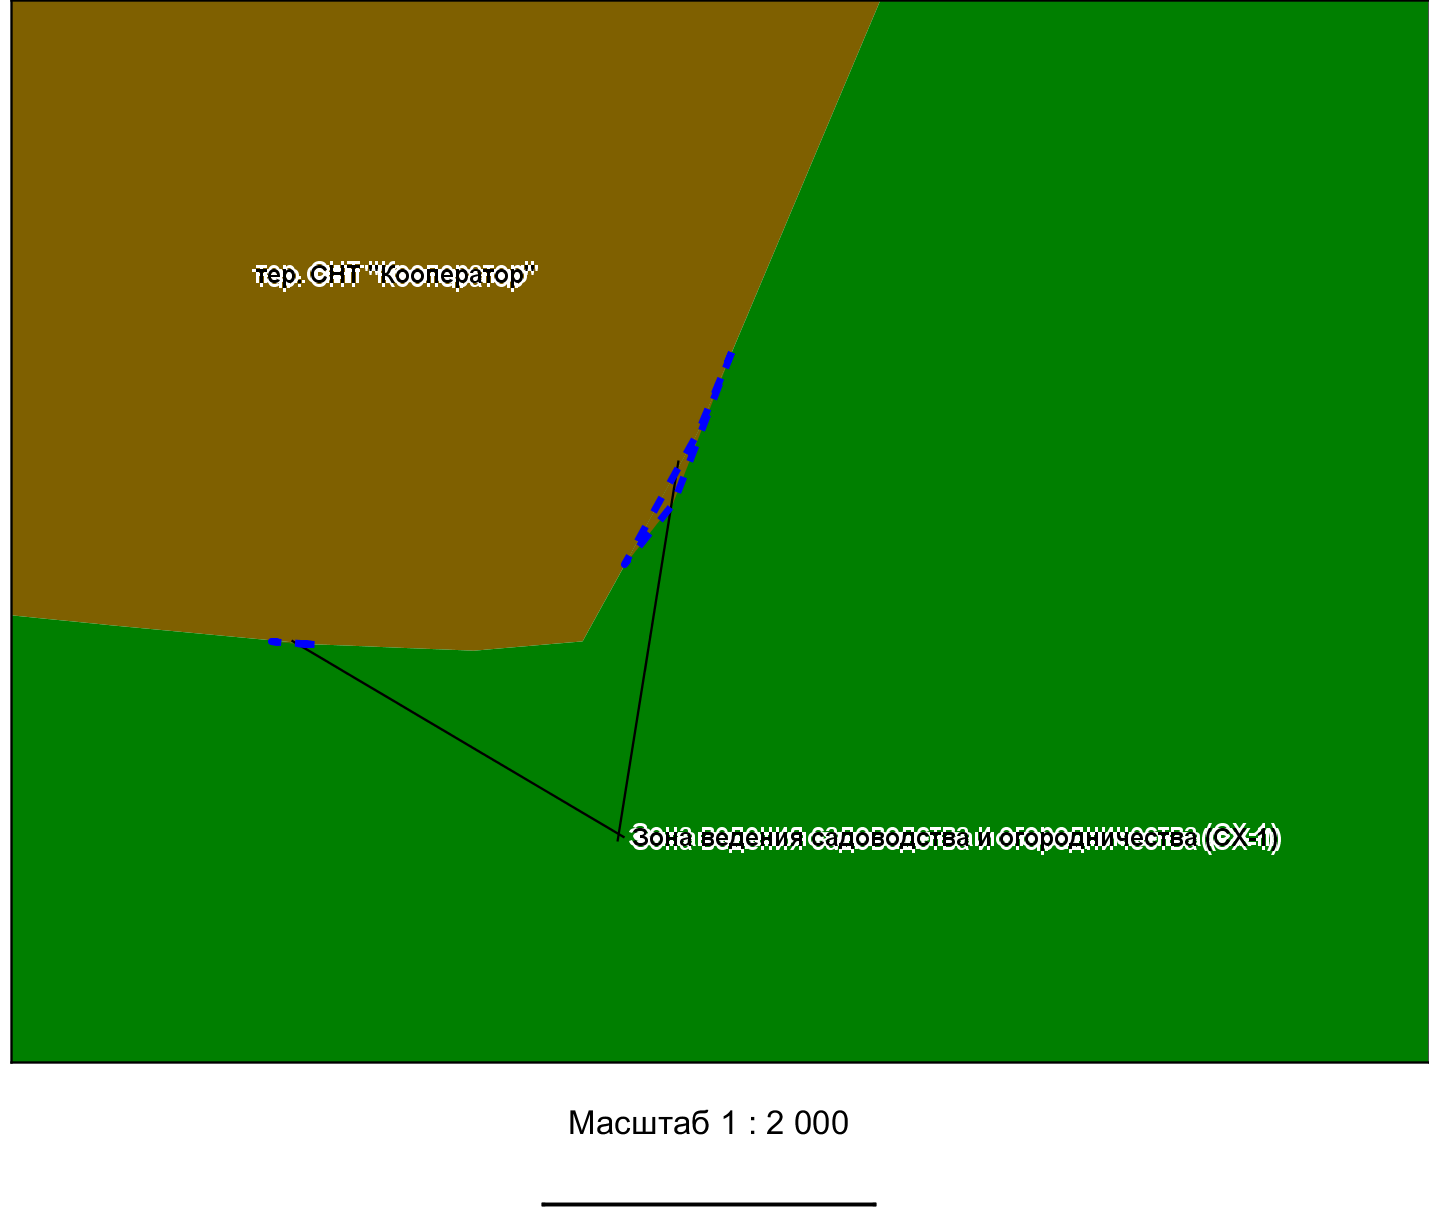 тер. СНТ "Кооператор"
Зона ведения садоводства и огородничества (СХ-1)
Масштаб 1 : 2 000